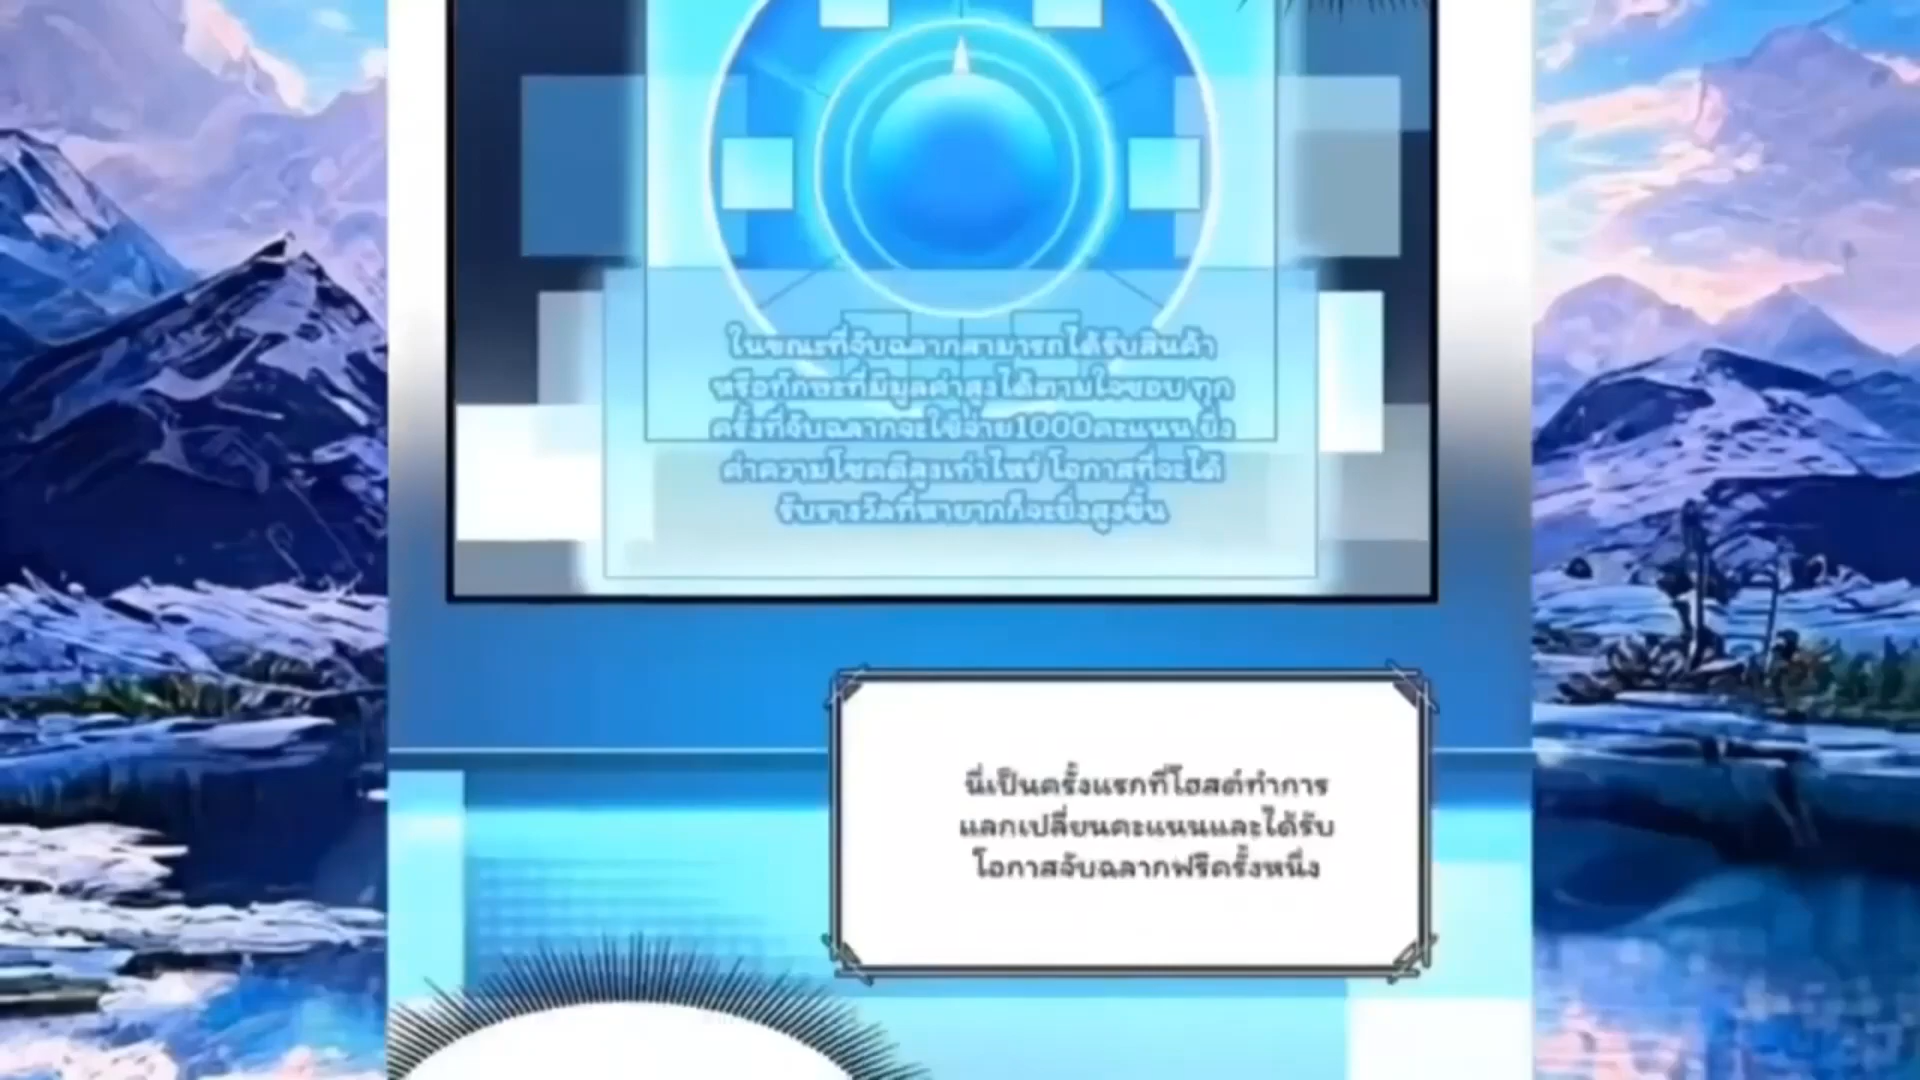 ในขณะที่จับฉลากสามารถได้รับสินค้า
หรือทักษะที่มีมูลค่าสูงได้ตามใจชอบ ทุก
ครั้งที่จับฉลากจะใช้จ่าย1000คะแนน ยิ่ง
ค่าความโชคดีสูงเท่าไหร่ โอกาสที่จะได้
รับรางวัลที่หายากก็จะยิ่งสูงขึ้น
นี่เป็นครั้งแรกที่โฮสต์ทำการ
แลกเปลี่ยนคะแนนและได้รับ
โอกาสจับฉลากฟรีครั้งหนึ่ง